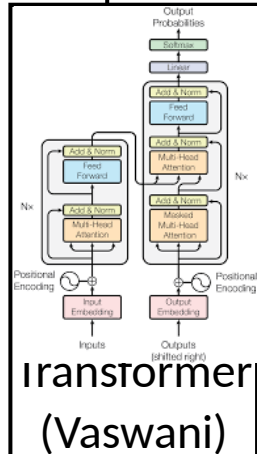 Output
Probabilities
Softmax
Linear
Add & Norm
Feed
Forward
Add & Norm
Multi-Head
Attention
Add & Norm
Masked
Multi-Head
Attention
Nx
Add & Norm
Feed
Forward
Add & Norm
Multi-Head
Attention
Nx
Positional
Encoding
Positional
Encoding
Input
Embedding
Output
Embedding
Inputs
Outputs
(shifted right)
Transformer
(Vaswani)